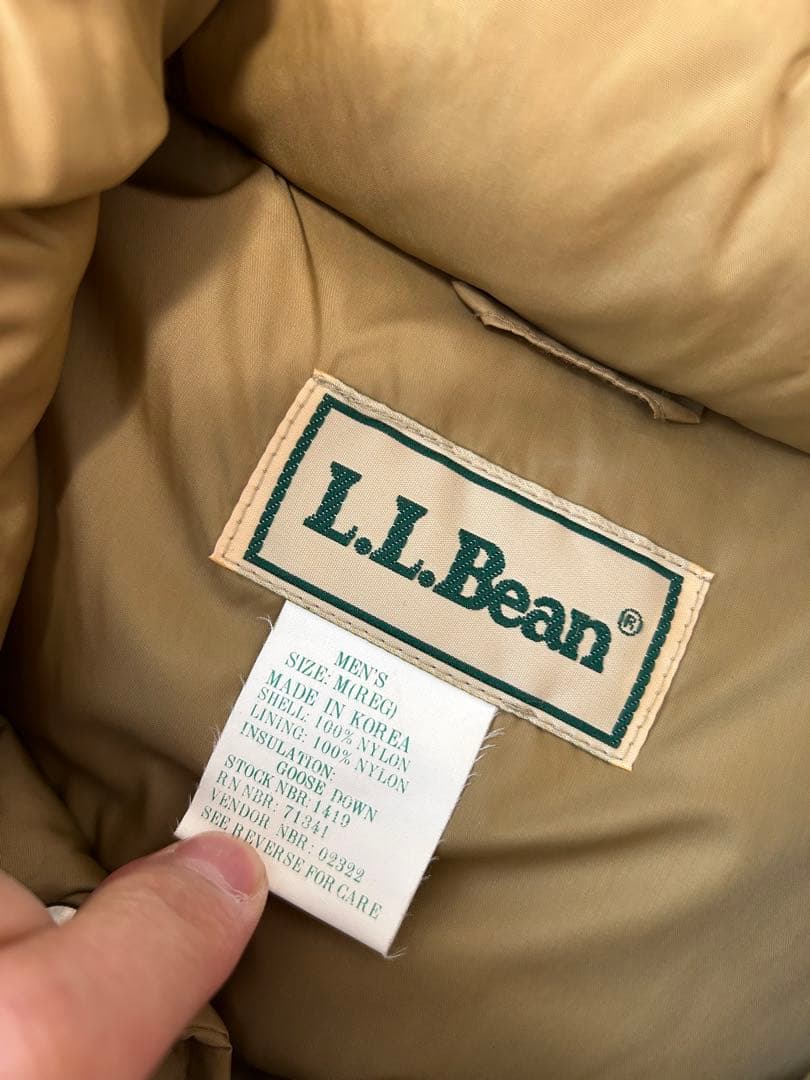 L.L.Bean®
MEN'S
SIZE: M(REG)
MADE IN KOREA
SHELL: 100% NYLON
LINING: 100% NYLON
INSULATION:
GOOSE DOWN
STOCK NBR: 1419
RN NBR: 71341
VENDOR NBR: 02322
SEE REVERSE FOR CARE